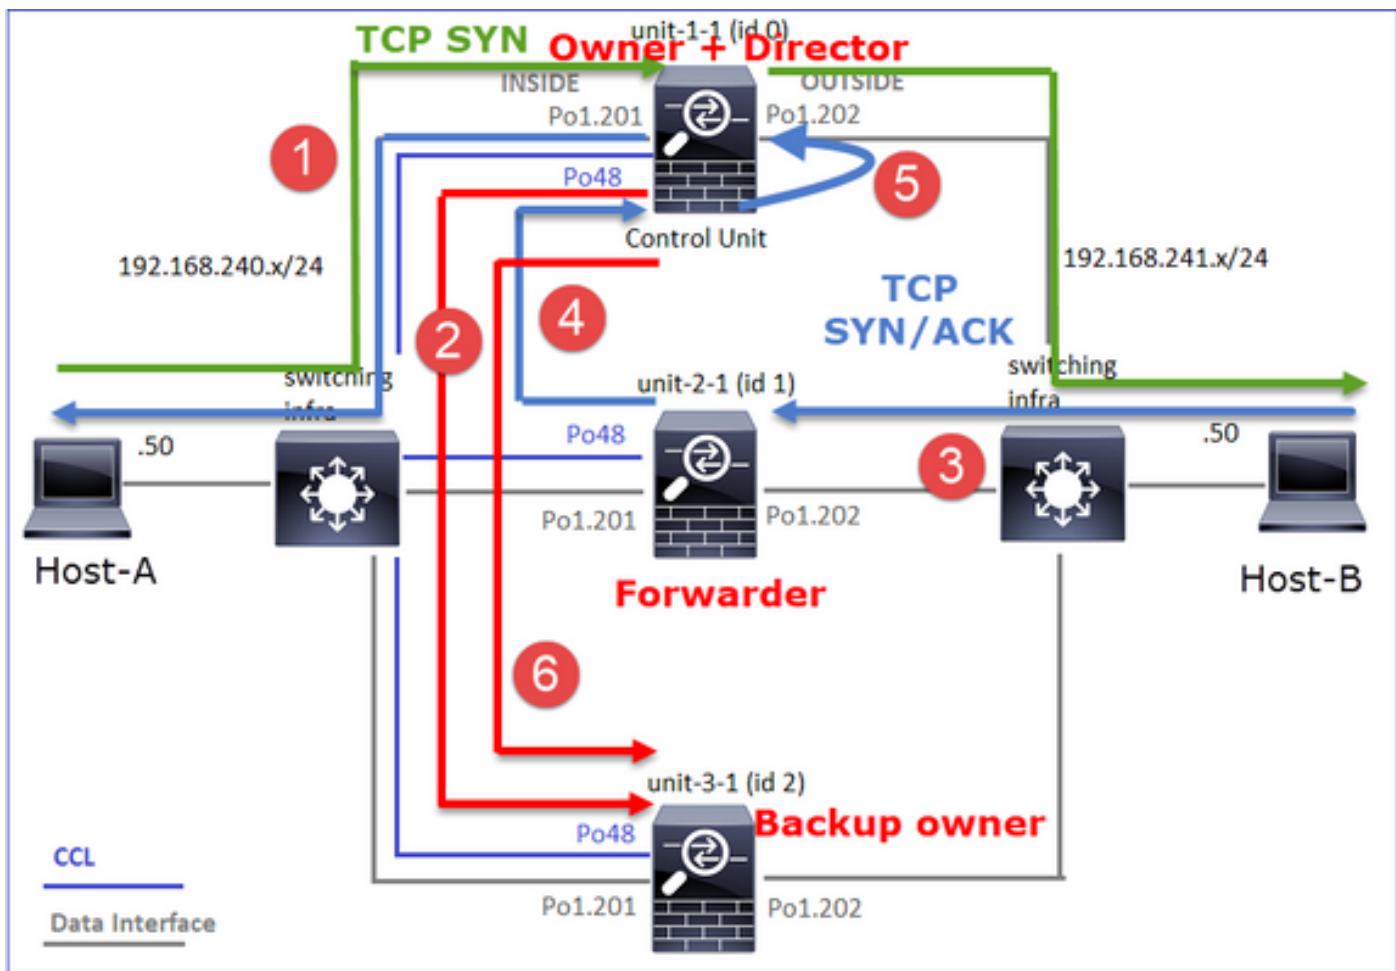 unit-1-1 (id 0)
TCP SYN
Owner + Director
INSIDE
OUTSIDE
Po1.201
Po1.202
1
Po48
5
Control Unit
192.168.240.x/24
192.168.241.x/24
TCP
SYN/ACK
2
4
switching
infra
unit-2-1 (id 1)
switching
infra
.50
Po48
3
.50
Po1.201
Po1.202
Host-A
Forwarder
Host-B
6
unit-3-1 (id 2)
Po48
Backup owner
CCL
Po1.201
Po1.202
Data Interface